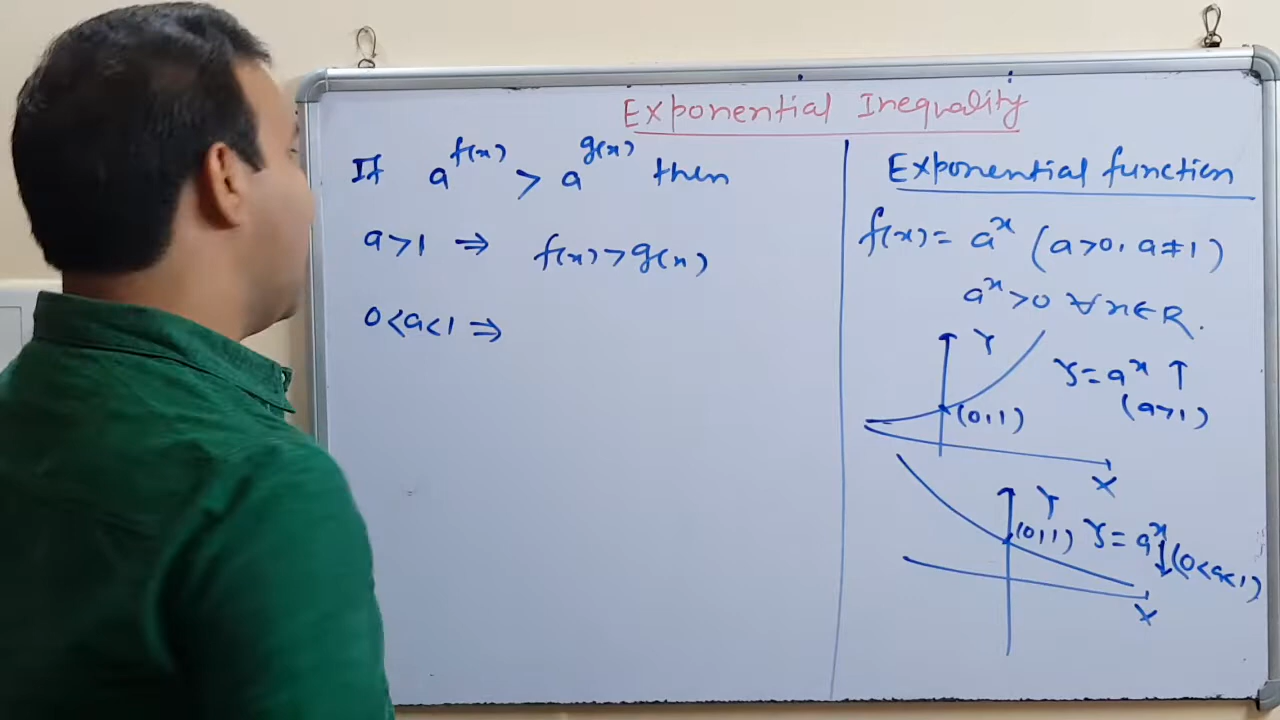 Exponential Inequality
If a^f(x) > a^g(x) then
a>1 ⇒ f(x)>g(x)
0<a<1 ⇒
Exponential function
f(x)= a^x (a>0, a≠1)
a^x>0 ∀x∈R.
Y
y=a^x ↑
(a>1)
(0,1)
X
Y
(0,1) y=a^x↓(0<a<1)
X